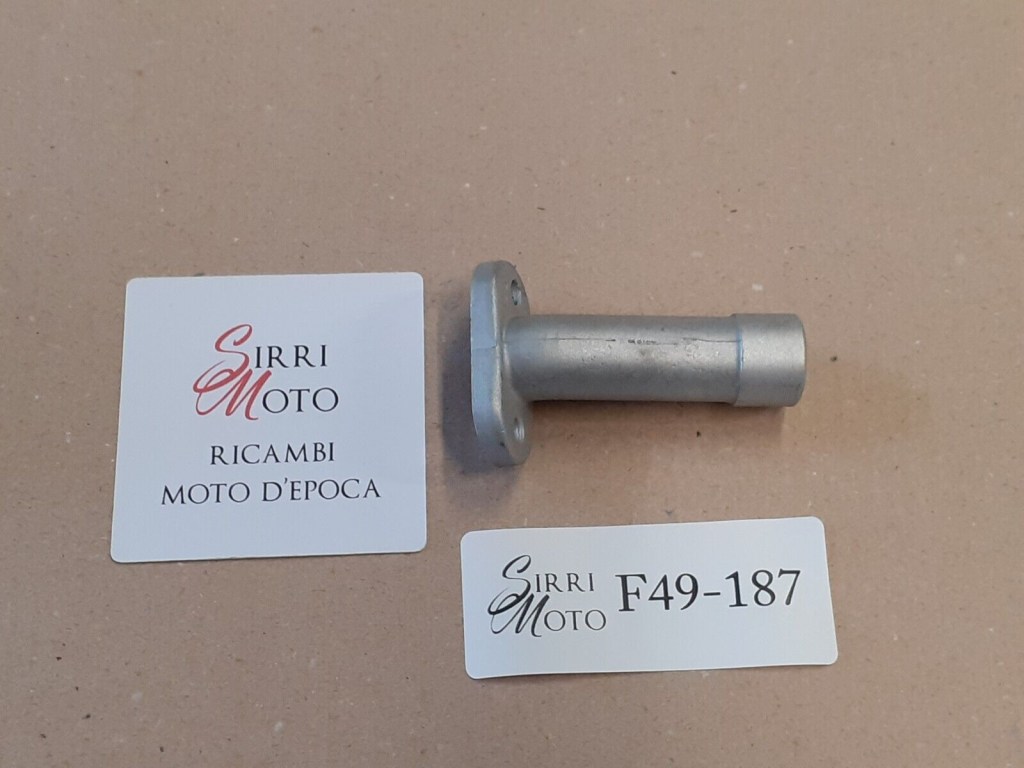 SIRRI
MOTO
RICAMBI
MOTO D'EPOCA
SIRRI
MOTO
F49-187